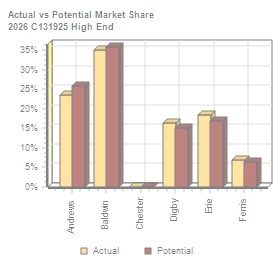 Actual vs Potential Market Share
2026 C131925 High End
35%
30%
25%
20%
15%
10%
5%
0%
Andrews
Baldwin
Chester
Digby
Erie
Ferris
Actual
Potential